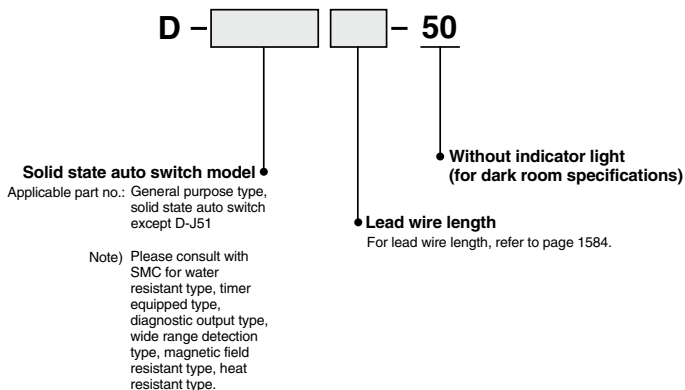 D – – 50
Solid state auto switch model
Applicable part no.: General purpose type,
solid state auto switch
except D-J51
Note) Please consult with
SMC for water
resistant type, timer
equipped type,
diagnostic output type,
wide range detection
type, magnetic field
resistant type, heat
resistant type.
Lead wire length
For lead wire length, refer to page 1584.
Without indicator light
(for dark room specifications)